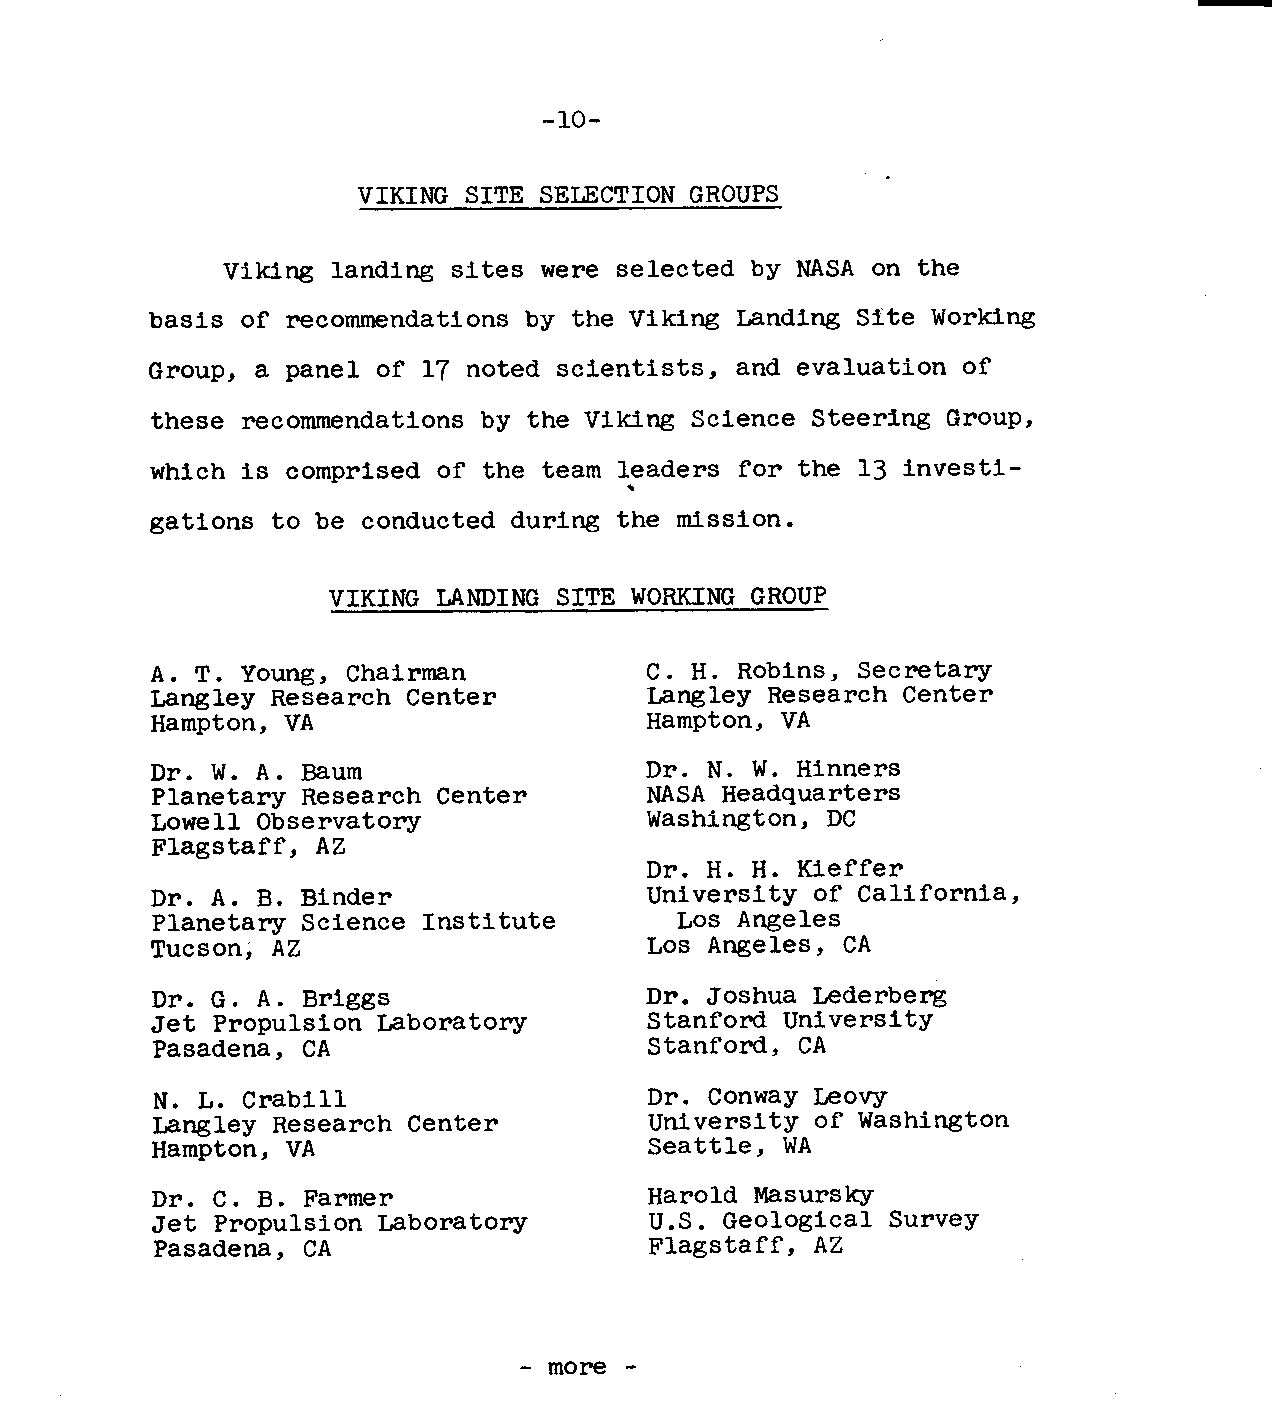 -10-
VIKING SITE SELECTION GROUPS
Viking landing sites were selected by NASA on the
basis of recommendations by the Viking Landing Site Working
Group, a panel of 17 noted scientists, and evaluation of
these recommendations by the Viking Science Steering Group,
which is comprised of the team leaders for the 13 investi-
gations to be conducted during the mission.
VIKING LANDING SITE WORKING GROUP
A. T. Young, Chairman
Langley Research Center
Hampton, VA
Dr. W. A. Baum
Planetary Research Center
Lowell Observatory
Flagstaff, AZ
Dr. A. B. Binder
Planetary Science Institute
Tucson, AZ
Dr. G. A. Briggs
Jet Propulsion Laboratory
Pasadena, CA
N. L. Crabill
Langley Research Center
Hampton, VA
Dr. C. B. Farmer
Jet Propulsion Laboratory
Pasadena, CA
C. H. Robins, Secretary
Langley Research Center
Hampton, VA
Dr. N. W. Hinners
NASA Headquarters
Washington, DC
Dr. H. H. Kieffer
University of California,
Los Angeles
Los Angeles, CA
Dr. Joshua Lederberg
Stanford University
Stanford, CA
Dr. Conway Leovy
University of Washington
Seattle, WA
Harold Masursky
U.S. Geological Survey
Flagstaff, AZ
- more -